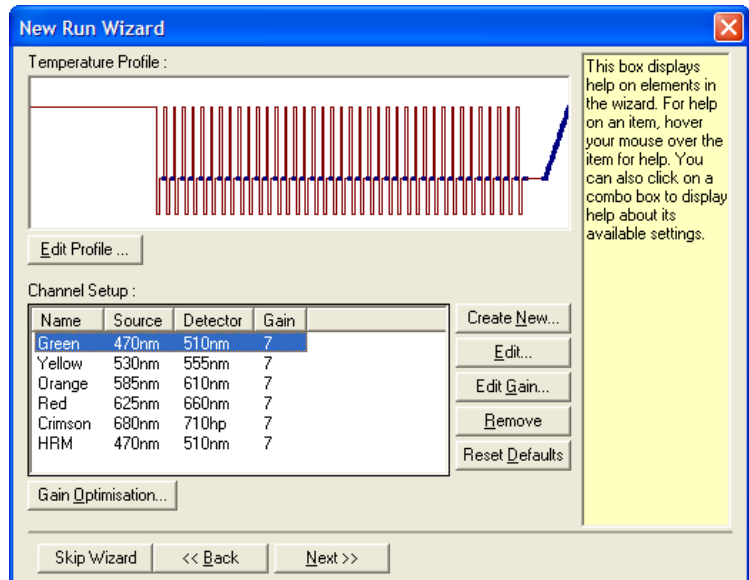 New Run Wizard
Temperature Profile :
Edit Profile ...
Channel Setup :
Name Source Detector Gain
Green 470nm 510nm 7
Yellow 530nm 555nm 7
Orange 585nm 610nm 7
Red 625nm 660nm 7
Crimson 680nm 710hp 7
HRM 470nm 510nm 7
Create New...
Edit...
Edit Gain...
Remove
Reset Defaults
Gain Optimisation...
This box displays
help on elements in
the wizard. For help
on an item, hover
your mouse over the
item for help. You
can also click on a
combo box to display
help about its
available settings.
Skip Wizard
<< Back
Next >>